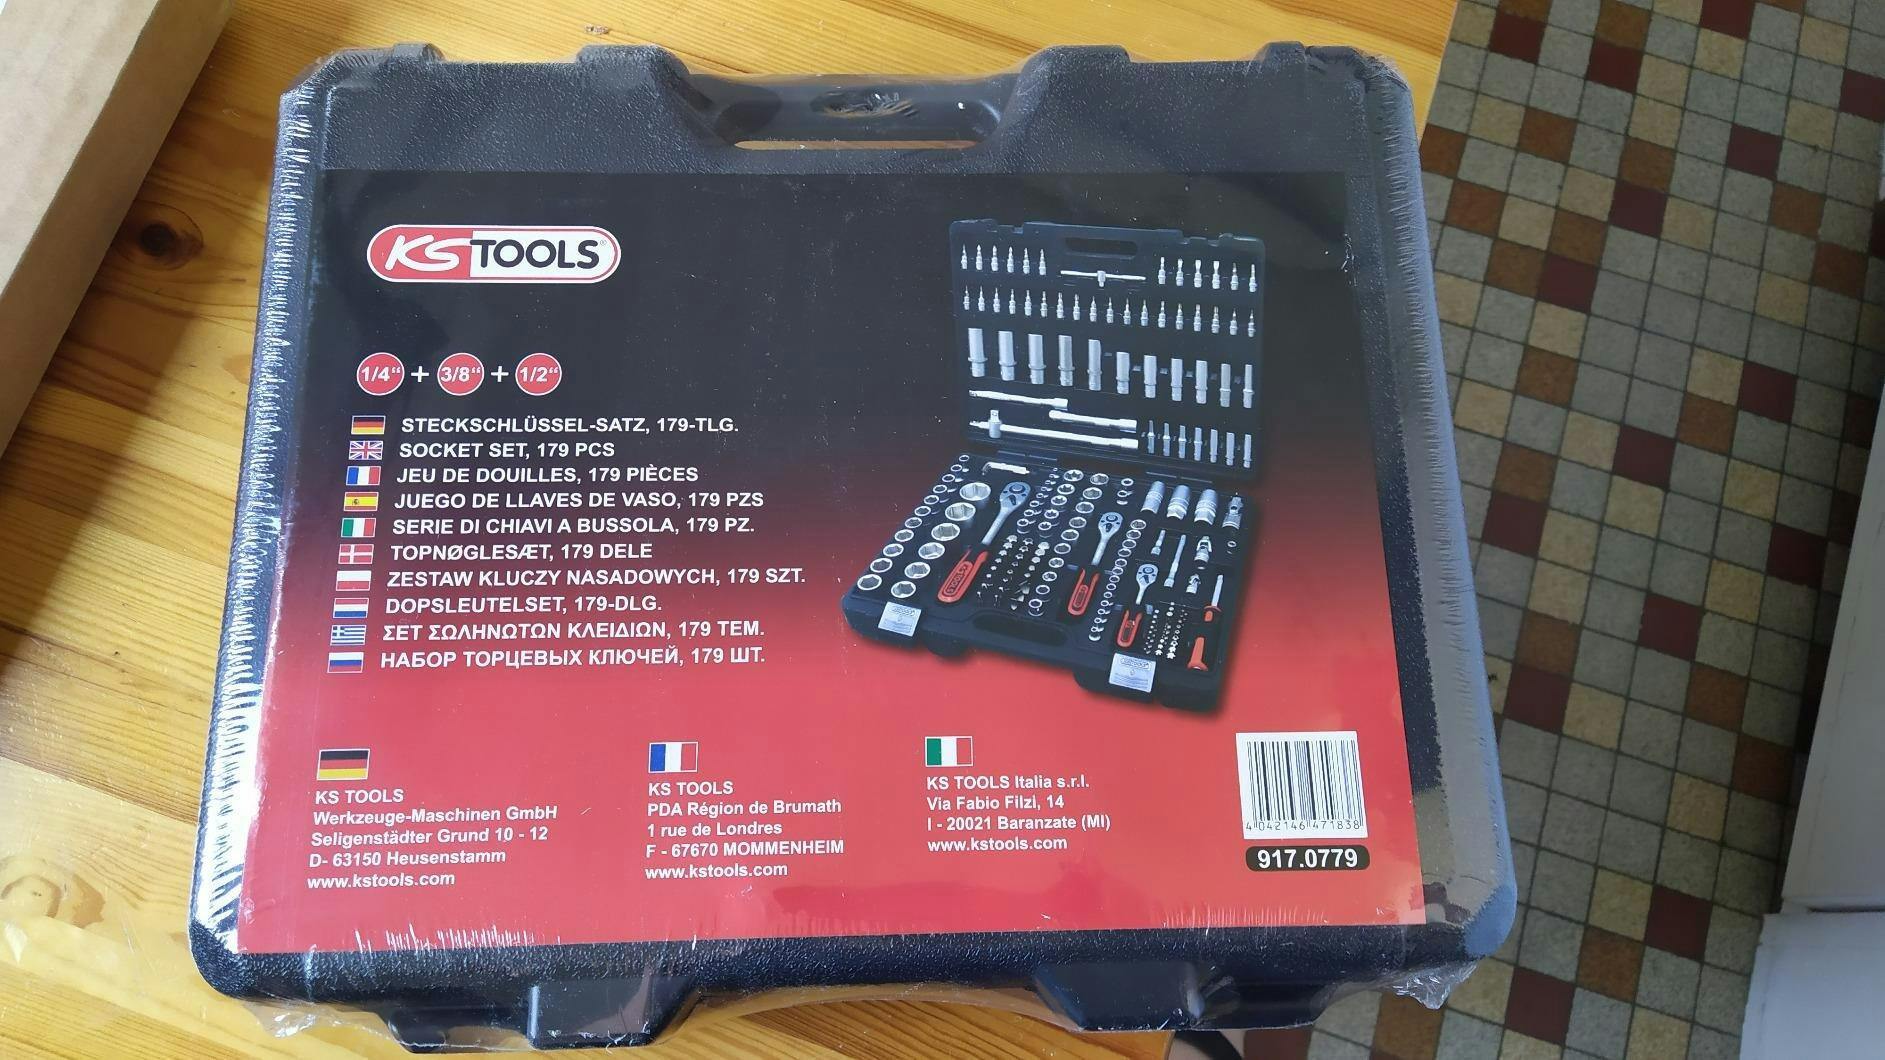 KS TOOLS®
1/4“ + 3/8“ + 1/2“
STECKSCHLÜSSEL-SATZ, 179-TLG.
SOCKET SET, 179 PCS
JEU DE DOUILLES, 179 PIÈCES
JUEGO DE LLAVES DE VASO, 179 PZS
SERIE DI CHIAVI A BUSSOLA, 179 PZ.
TOPNØGLESÆT, 179 DELE
ZESTAW KLUCZY NASADOWYCH, 179 SZT.
DOPSLEUTELSET, 179-DLG.
ΣΕΤ ΣΩΛΗΝΩΤΩΝ ΚΛΕΙΔΙΩΝ, 179 ΤΕΜ.
НАБОР ТОРЦЕВЫХ КЛЮЧЕЙ, 179 ШТ.
KS TOOLS
Werkzeuge-Maschinen GmbH
Seligenstädter Grund 10 - 12
D- 63150 Heusenstamm
www.kstools.com
KS TOOLS
PDA Région de Brumath
1 rue de Londres
F - 67670 MOMMENHEIM
www.kstools.com
KS TOOLS Italia s.r.l.
Via Fabio Filzi, 14
I - 20021 Baranzate (MI)
www.kstools.com
4 042146 471838
917.0779